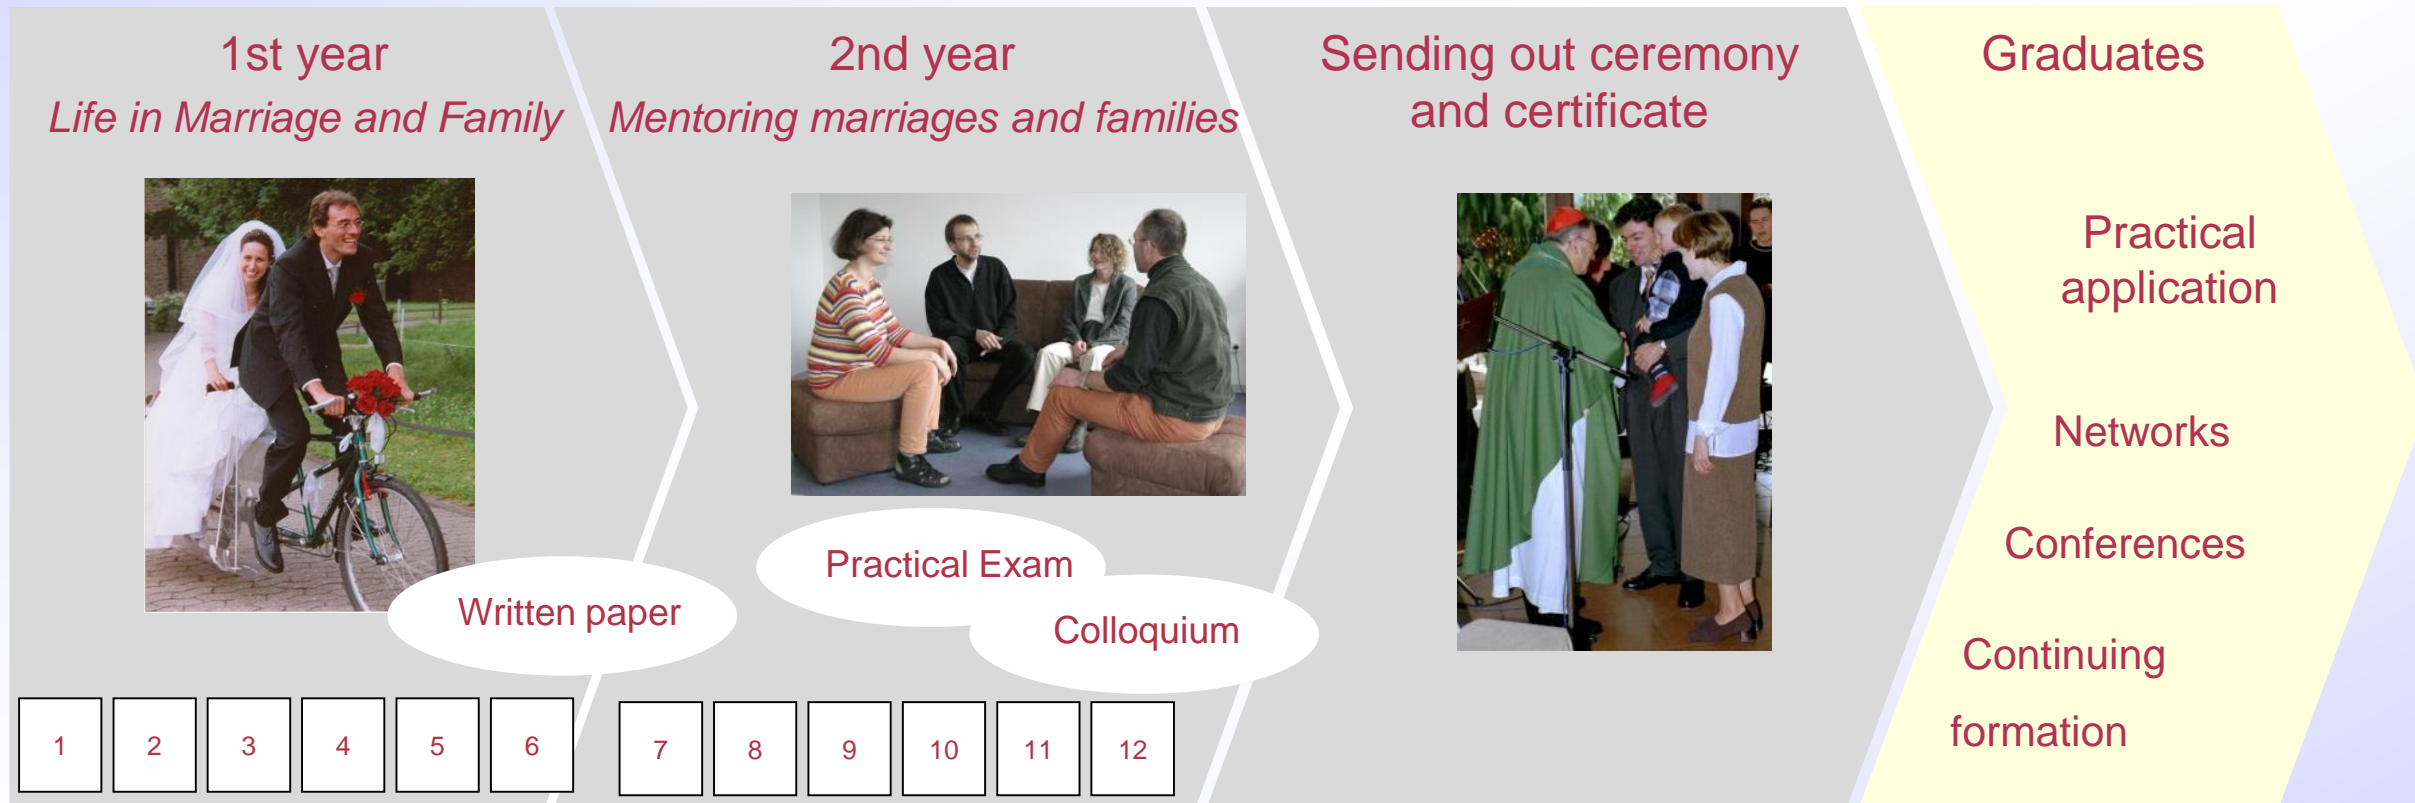 1st year
Life in Marriage and Family
2nd year
Mentoring marriages and families
Sending out ceremony
and certificate
Graduates
Practical
application
Networks
Conferences
Continuing
formation
Written paper
Practical Exam
Colloquium
1 2 3 4 5 6
7 8 9 10 11 12